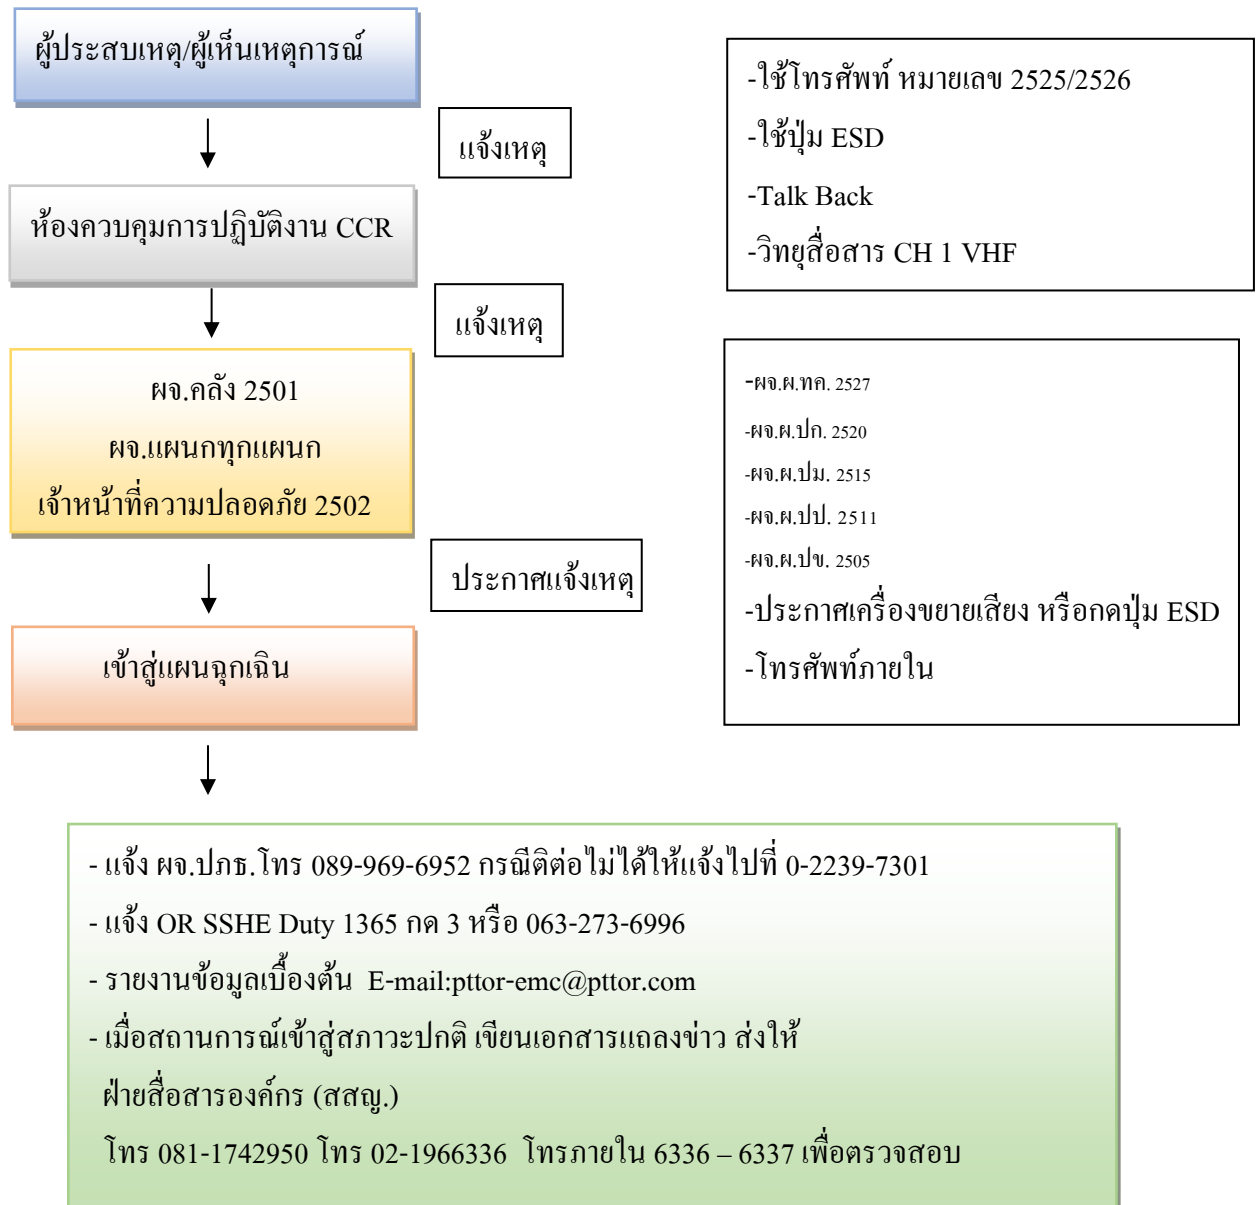 ผู้ประสบเหตุ/ผู้เห็นเหตุการณ์
แจ้งเหตุ
-ใช้โทรศัพท์ หมายเลข 2525/2526
-ใช้ปุ่ม ESD
-Talk Back
-วิทยุสื่อสาร CH 1 VHF
ห้องควบคุมการปฏิบัติงาน CCR
แจ้งเหตุ
ผจ.คลัง 2501
ผจ.แผนกทุกแผนก
เจ้าหน้าที่ความปลอดภัย 2502
-ผจ.ผ.ทค. 2527
-ผจ.ผ.ปก. 2520
-ผจ.ผ.ปม. 2515
-ผจ.ผ.ปป. 2511
-ผจ.ผ.ปข. 2505
-ประกาศเครื่องขยายเสียง หรือกดปุ่ม ESD
-โทรศัพท์ภายใน
ประกาศแจ้งเหตุ
เข้าสู่แผนฉุกเฉิน
- แจ้ง ผจ.ปภธ.โทร 089-969-6952 กรณีติต่อไม่ได้ให้แจ้งไปที่ 0-2239-7301
- แจ้ง OR SSHE Duty 1365 กด 3 หรือ 063-273-6996
- รายงานข้อมูลเบื้องต้น E-mail:pttor-emc@pttor.com
- เมื่อสถานการณ์เข้าสู่สภาวะปกติ เขียนเอกสารแถลงข่าว ส่งให้
ฝ่ายสื่อสารองค์กร (สสญ.)
โทร 081-1742950 โทร 02-1966336 โทรภายใน 6336 – 6337 เพื่อตรวจสอบ